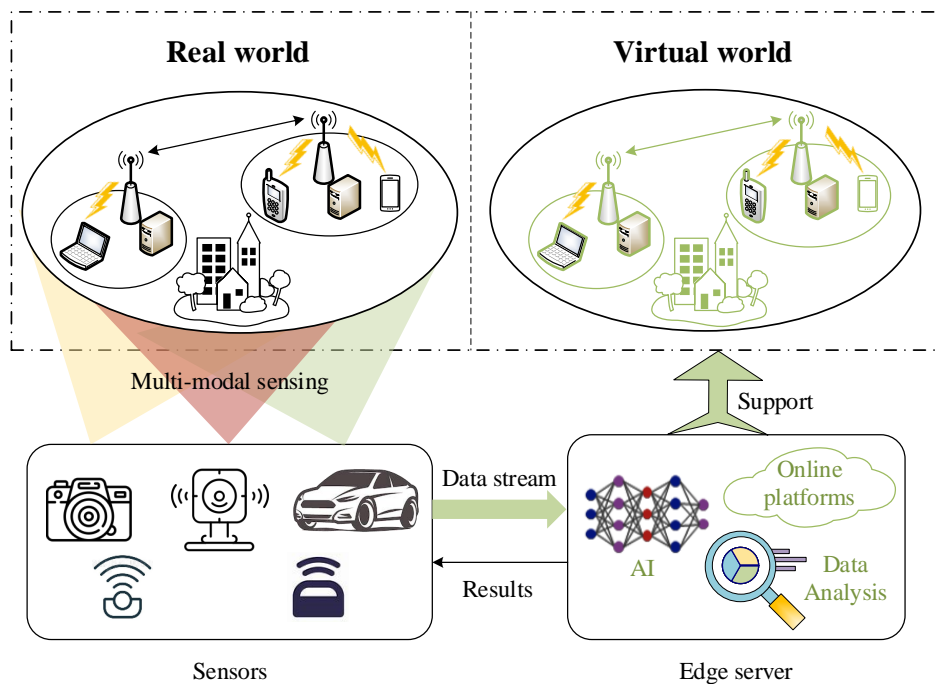 Real world
Virtual world
Multi-modal sensing
Support
Data stream
Online
platforms
AI
Data
Analysis
Results
Sensors
Edge server